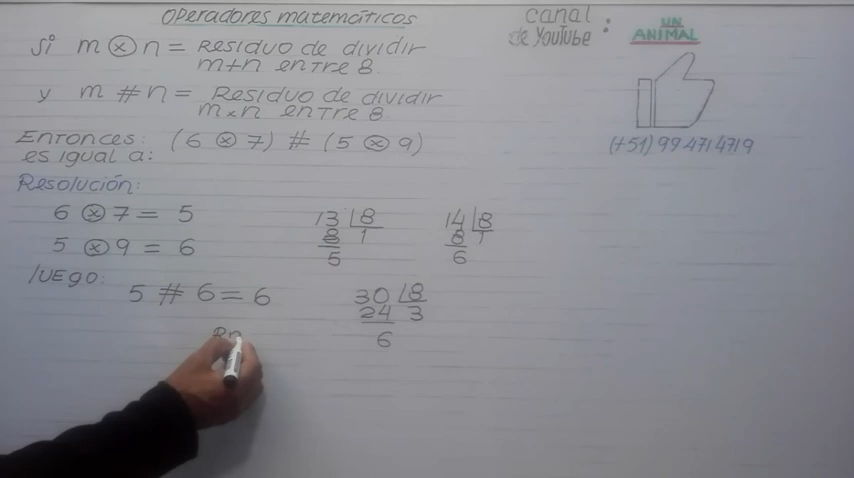 operadores matemáticos
canal de YouTube: UN ANIMAL
Si m ⊗ n = Residuo de dividir
m+n entre 8.
y m # n = Residuo de dividir
m×n entre 8
Entonces: (6 ⊗ 7) # (5 ⊗ 9)
es igual a:
(+51) 994714719
Resolución:
6 ⊗ 7 = 5
13 8
8 1
5
14 8
8 1
6
5 ⊗ 9 = 6
luego:
5 # 6 = 6
30 8
24 3
6